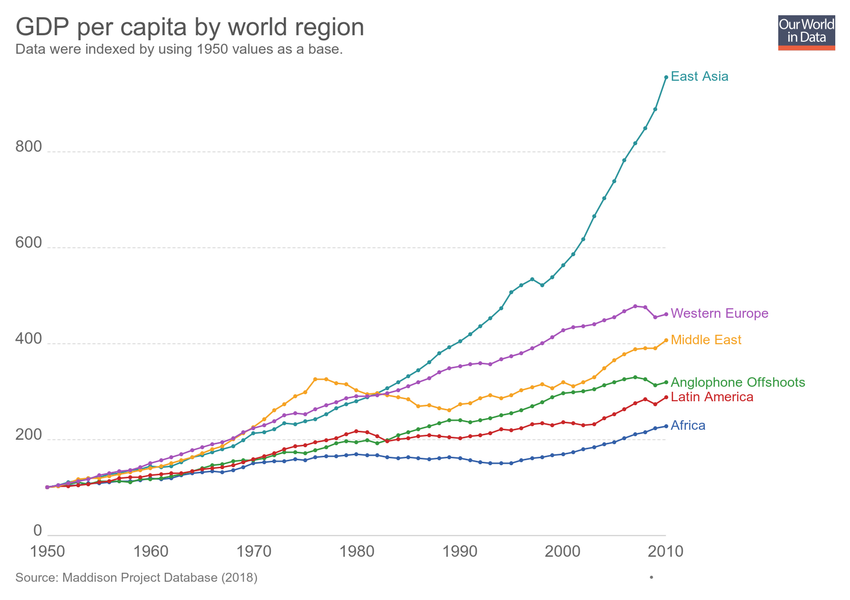 GDP per capita by world region
Data were indexed by using 1950 values as a base.
Our World
in Data
East Asia
800
600
Western Europe
Middle East
400
Anglophone Offshoots
Latin America
Africa
200
0
1950 1960 1970 1980 1990 2000 2010
Source: Maddison Project Database (2018)